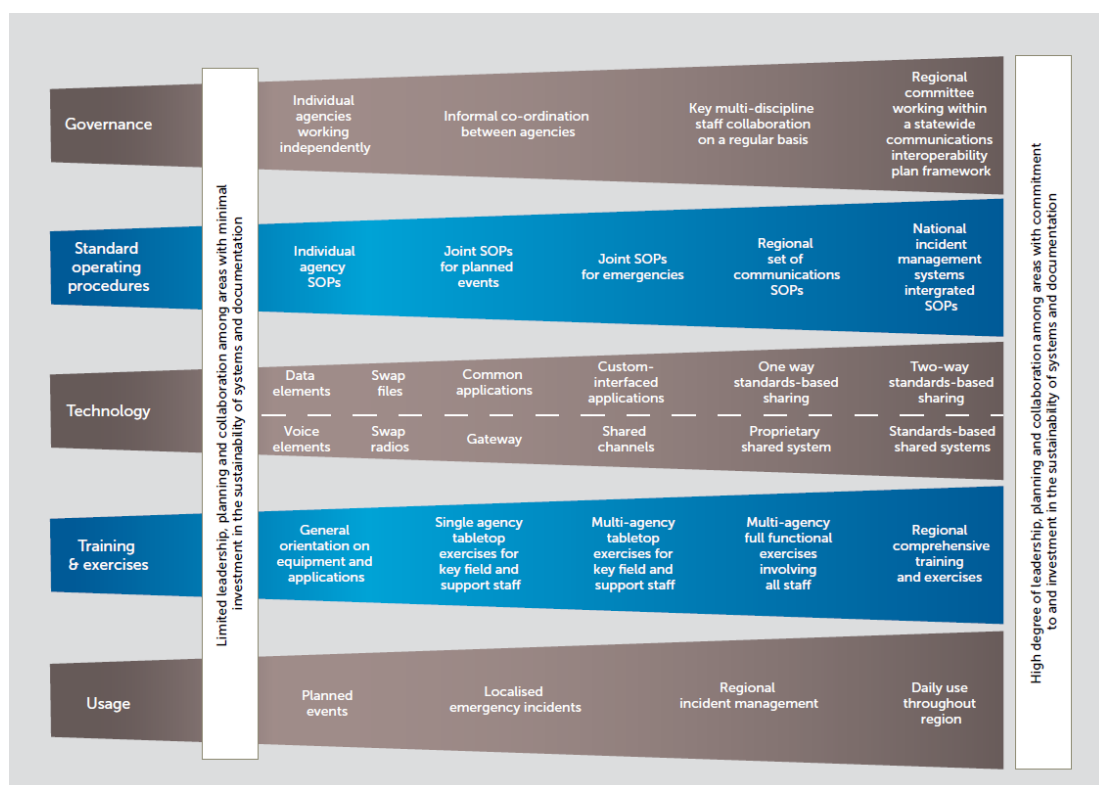 Governance
Individual
agencies
working
independently
Informal co-ordination
between agencies
Key multi-discipline
staff collaboration
on a regular basis
Regional
committee
working within
a statewide
communications
interoperability
plan framework
Standard
operating
procedures
Individual
agency
SOPs
Joint SOPs
for planned
events
Joint SOPs
for emergencies
Regional
set of
communications
SOPs
National
incident
management
systems
intergrated
SOPs
Technology
Data
elements
Swap
files
Common
applications
Custom-
interfaced
applications
One way
standards-based
sharing
Two-way
standards-based
sharing
Voice
elements
Swap
radios
Gateway
Shared
channels
Proprietary
shared system
Standards-based
shared systems
Training
& exercises
General
orientation on
equipment and
applications
Single agency
tabletop
exercises for
key field and
support staff
Multi-agency
tabletop
exercises for
key field and
support staff
Multi-agency
full functional
exercises
involving
all staff
Regional
comprehensive
training
and exercises
Usage
Planned
events
Localised
emergency incidents
Regional
incident management
Daily use
throughout
region
Limited leadership, planning and collaboration among areas with minimal
investment in the sustainability of systems and documentation
High degree of leadership, planning and collaboration among areas with commitment
to and investment in the sustainability of systems and documentation